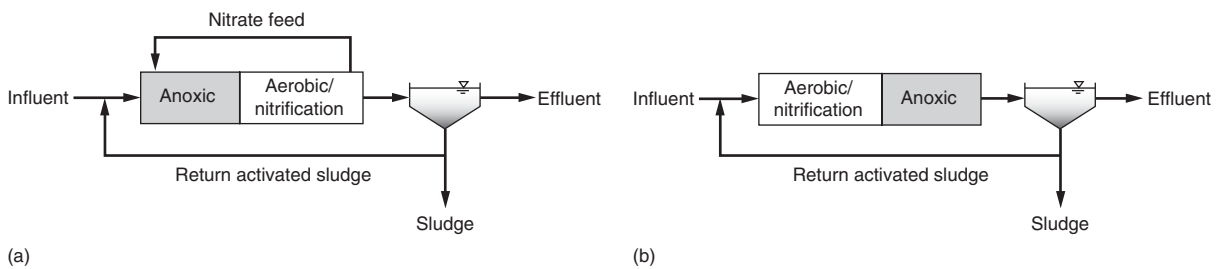 Nitrate feed
Influent
Anoxic
Aerobic/
nitrification
Effluent
Return activated sludge
Sludge
(a)
Influent
Aerobic/
nitrification
Anoxic
Effluent
Return activated sludge
Sludge
(b)